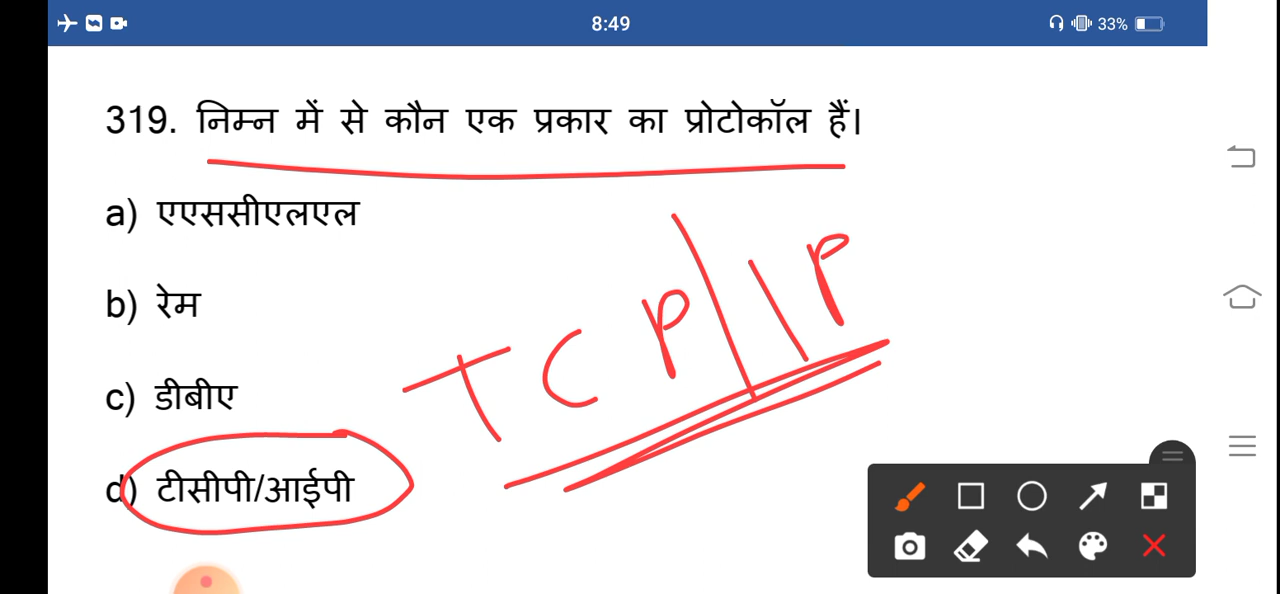 8:49
33%
319. निम्न में से कौन एक प्रकार का प्रोटोकॉल हैं।
a) एएससीएलएल
b) रेम
c) डीबीए
d) टीसीपी/आईपी
TCP/IP